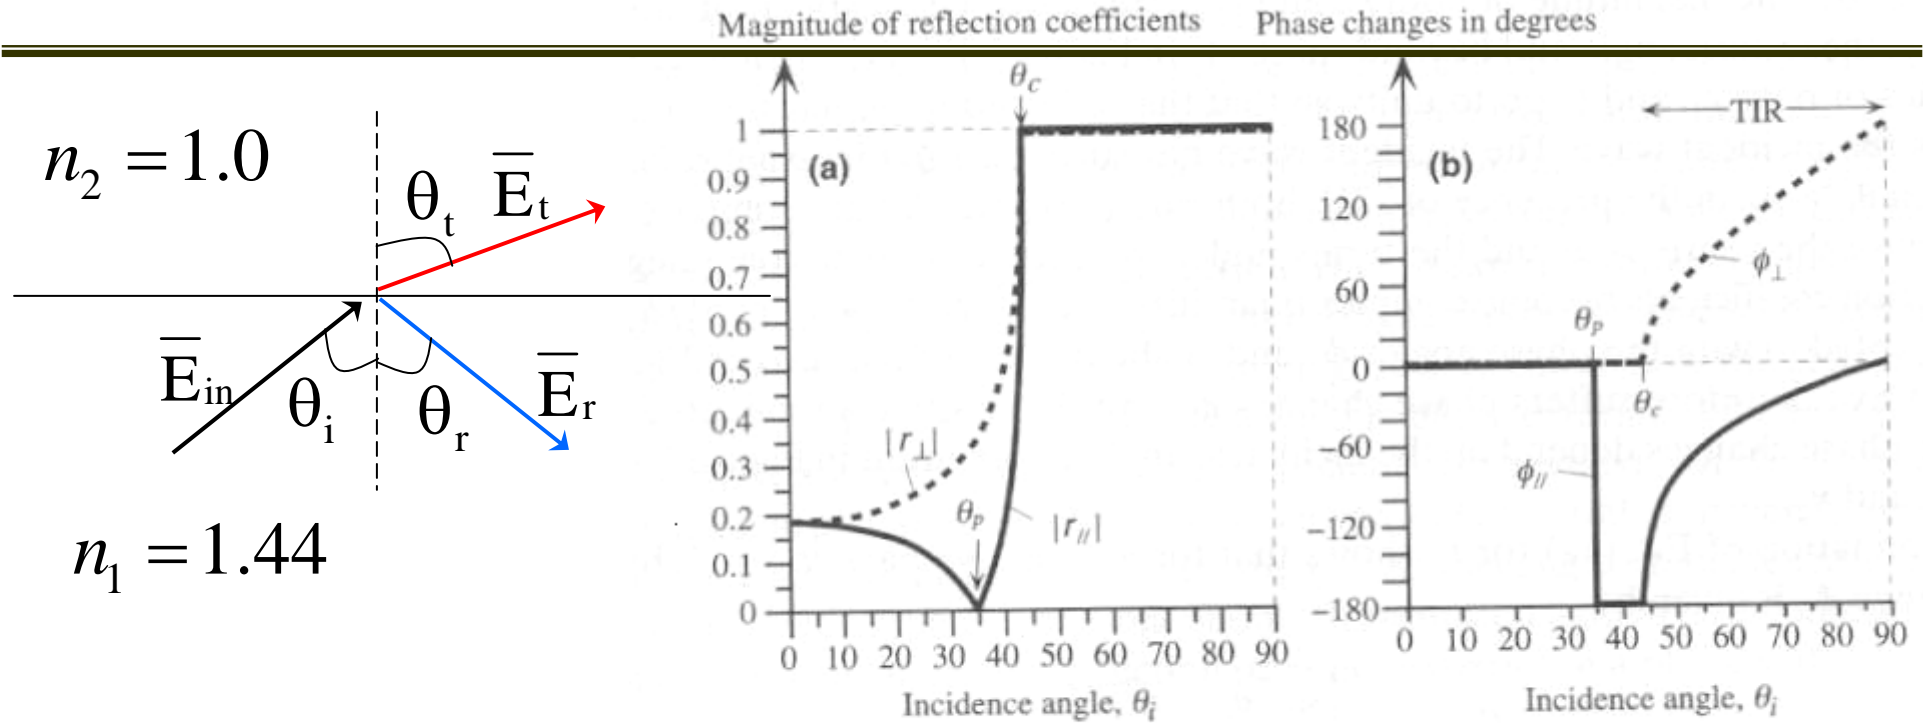 Magnitude of reflection coefficients
Phase changes in degrees
n₂ = 1.0
θt
Et
Ein
θi
θr
Er
n₁ = 1.44
(a)
θc
1
0.9
0.8
0.7
0.6
0.5
0.4
0.3
0.2
0.1
0
|r⊥|
θp
|r//|
0 10 20 30 40 50 60 70 80 90
Incidence angle, θi
(b)
TIR
180
120
60
0
−60
−120
−180
ϕ⊥
θp
θc
ϕ//
0 10 20 30 40 50 60 70 80 90
Incidence angle, θi